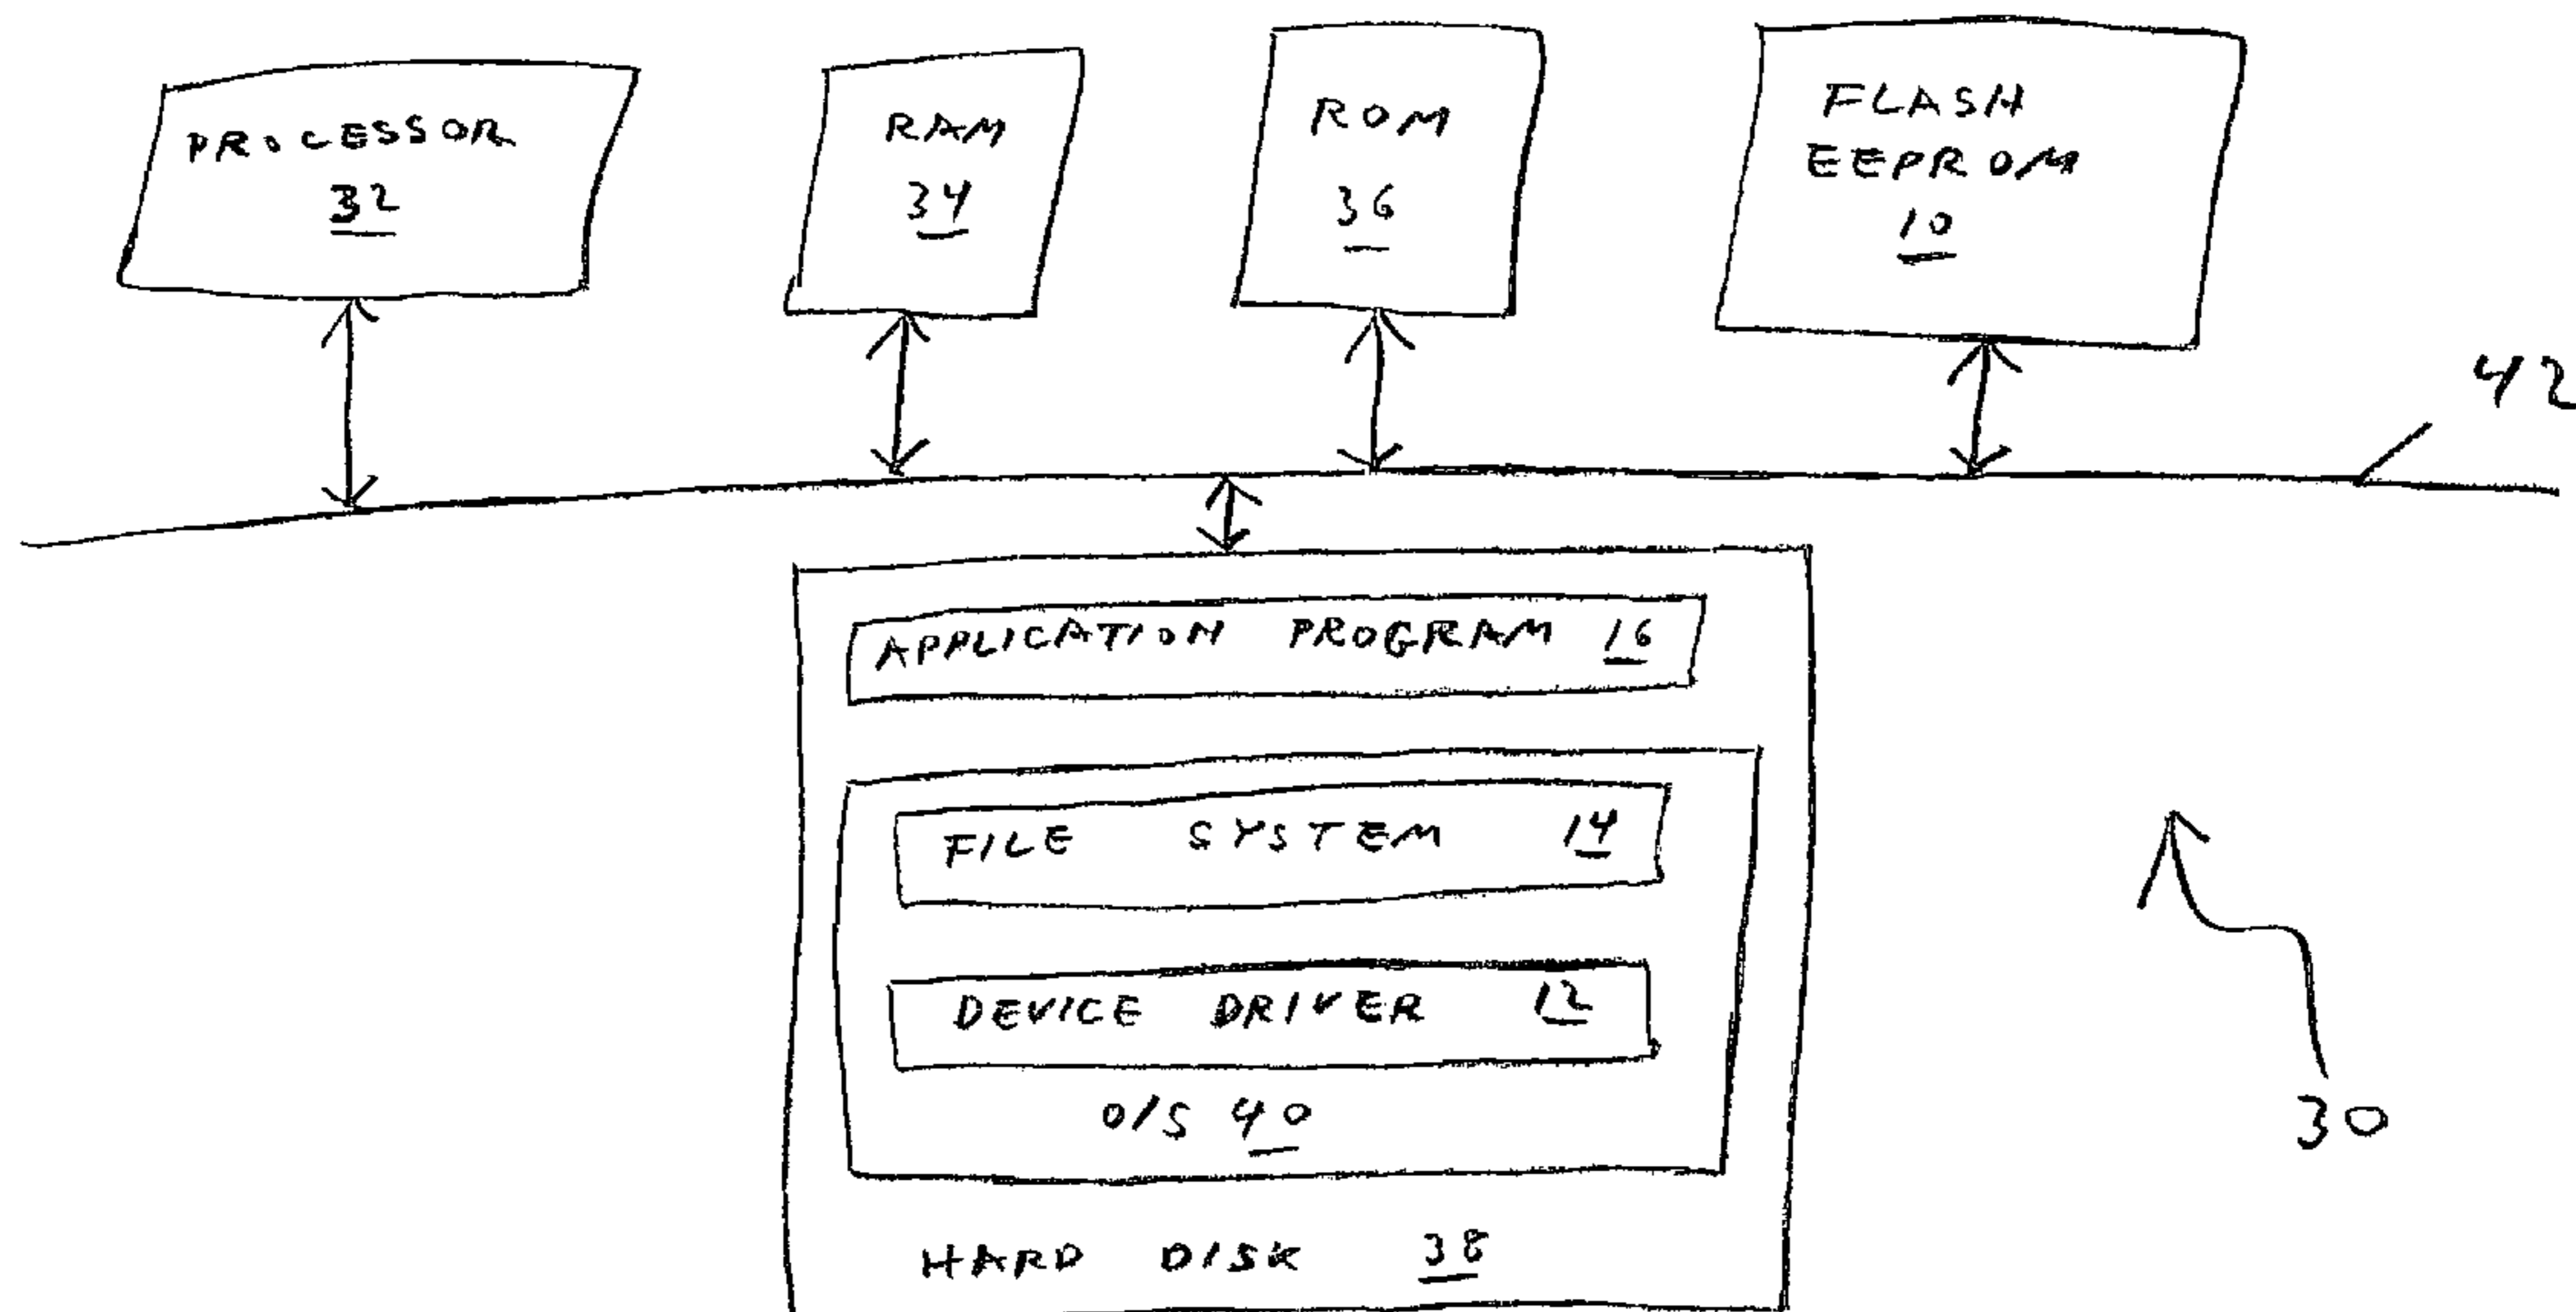 PROCESSOR
32
RAM
34
ROM
36
FLASH
EEPROM
10
42
APPLICATION PROGRAM 16
FILE SYSTEM 14
DEVICE DRIVER 12
O/S 40
HARD DISK 38
30